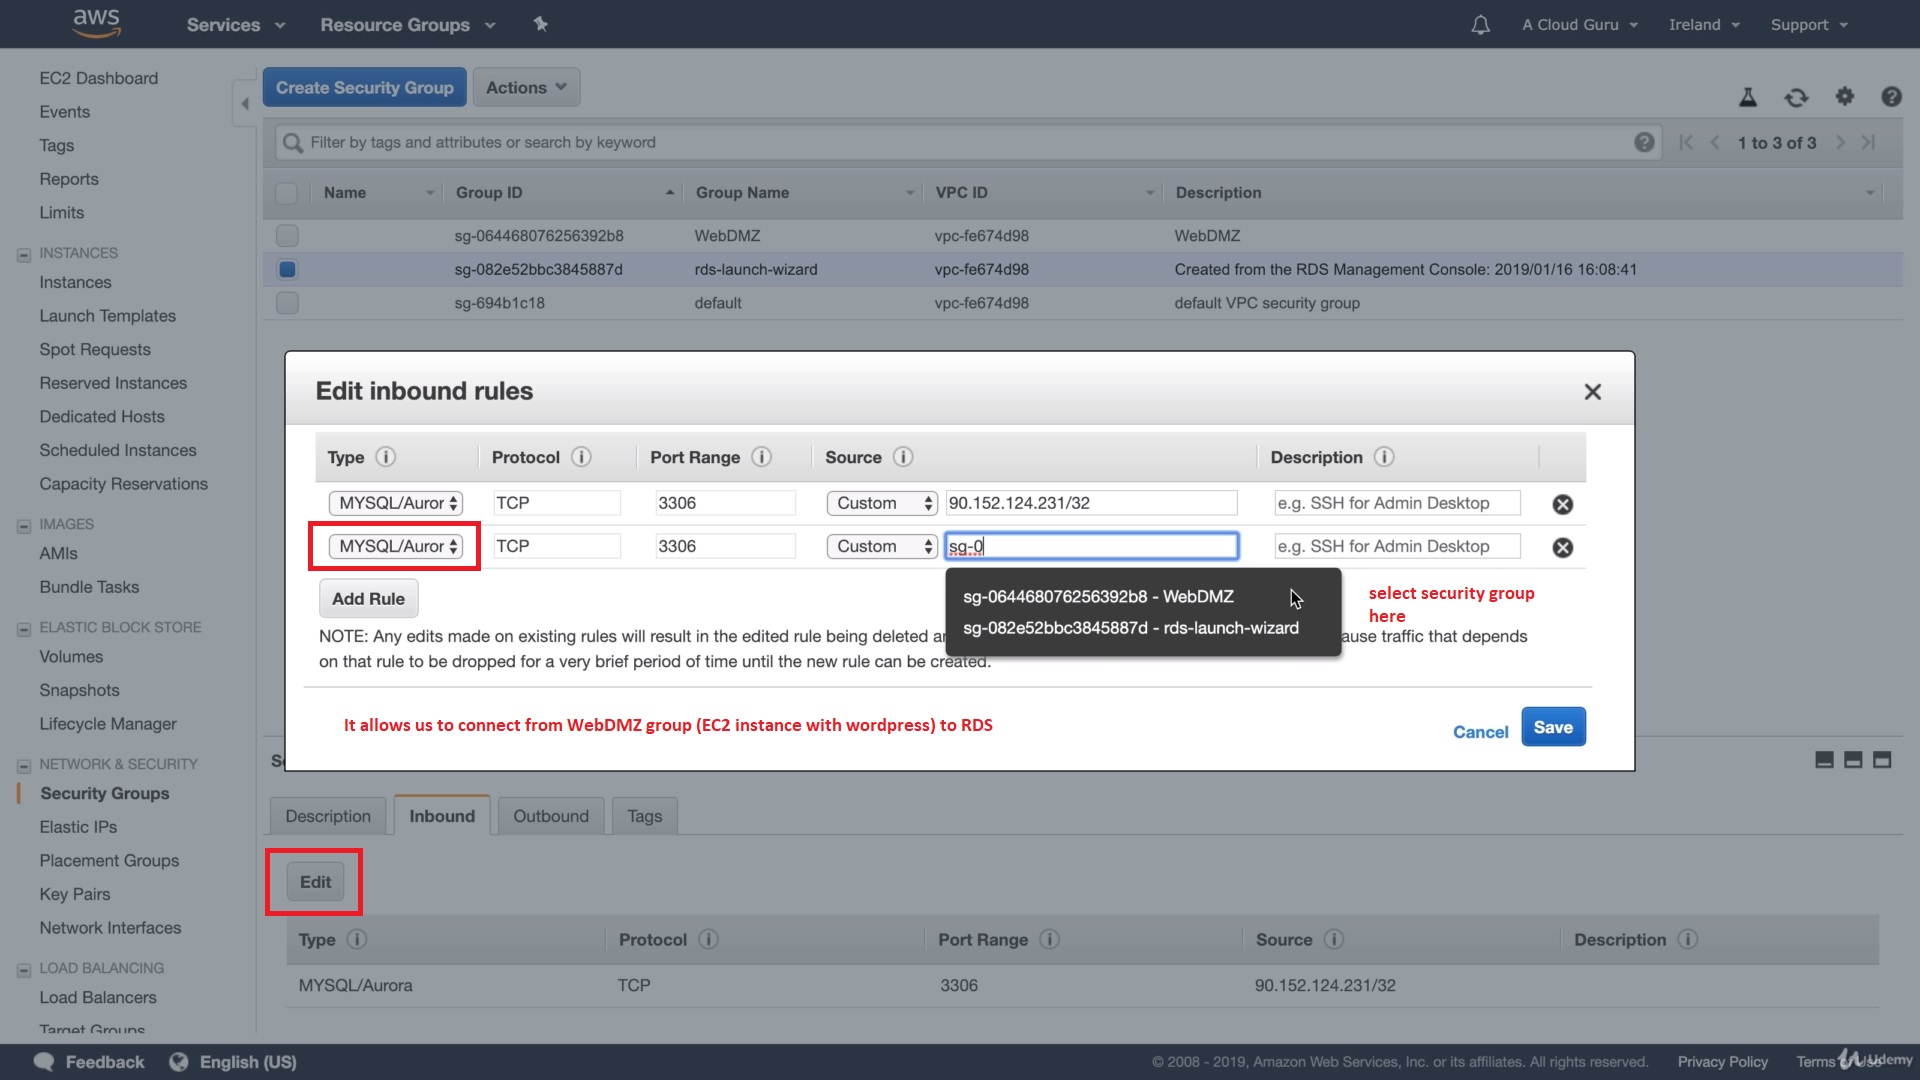 aws
Services
Resource Groups
A Cloud Guru
Ireland
Support
EC2 Dashboard
Events
Tags
Reports
Limits
INSTANCES
Instances
Launch Templates
Spot Requests
Reserved Instances
Dedicated Hosts
Scheduled Instances
Capacity Reservations
IMAGES
AMIs
Bundle Tasks
ELASTIC BLOCK STORE
Volumes
Snapshots
Lifecycle Manager
NETWORK & SECURITY
Security Groups
Elastic IPs
Placement Groups
Key Pairs
Network Interfaces
LOAD BALANCING
Load Balancers
Target Groups
Create Security Group
Actions
Filter by tags and attributes or search by keyword
1 to 3 of 3
Name Group ID Group Name VPC ID Description
sg-064468076256392b8 WebDMZ vpc-fe674d98 WebDMZ
sg-082e52bbc3845887d rds-launch-wizard vpc-fe674d98 Created from the RDS Management Console: 2019/01/16 16:08:41
sg-694b1c18 default vpc-fe674d98 default VPC security group
Edit inbound rules
Type Protocol Port Range Source Description
MYSQL/Auror TCP 3306 Custom 90.152.124.231/32 e.g. SSH for Admin Desktop
MYSQL/Auror TCP 3306 Custom sg-0 e.g. SSH for Admin Desktop
sg-064468076256392b8 - WebDMZ
sg-082e52bbc3845887d - rds-launch-wizard
select security group
here
Add Rule
NOTE: Any edits made on existing rules will result in the edited rule being deleted a ause traffic that depends
on that rule to be dropped for a very brief period of time until the new rule can be created.
It allows us to connect from WebDMZ group (EC2 instance with wordpress) to RDS
Cancel
Save
S
Description
Inbound
Outbound
Tags
Edit
Type Protocol Port Range Source Description
MYSQL/Aurora TCP 3306 90.152.124.231/32
Feedback
English (US)
© 2008 - 2019, Amazon Web Services, Inc. or its affiliates. All rights reserved.
Privacy Policy
Terms of Use
Udemy